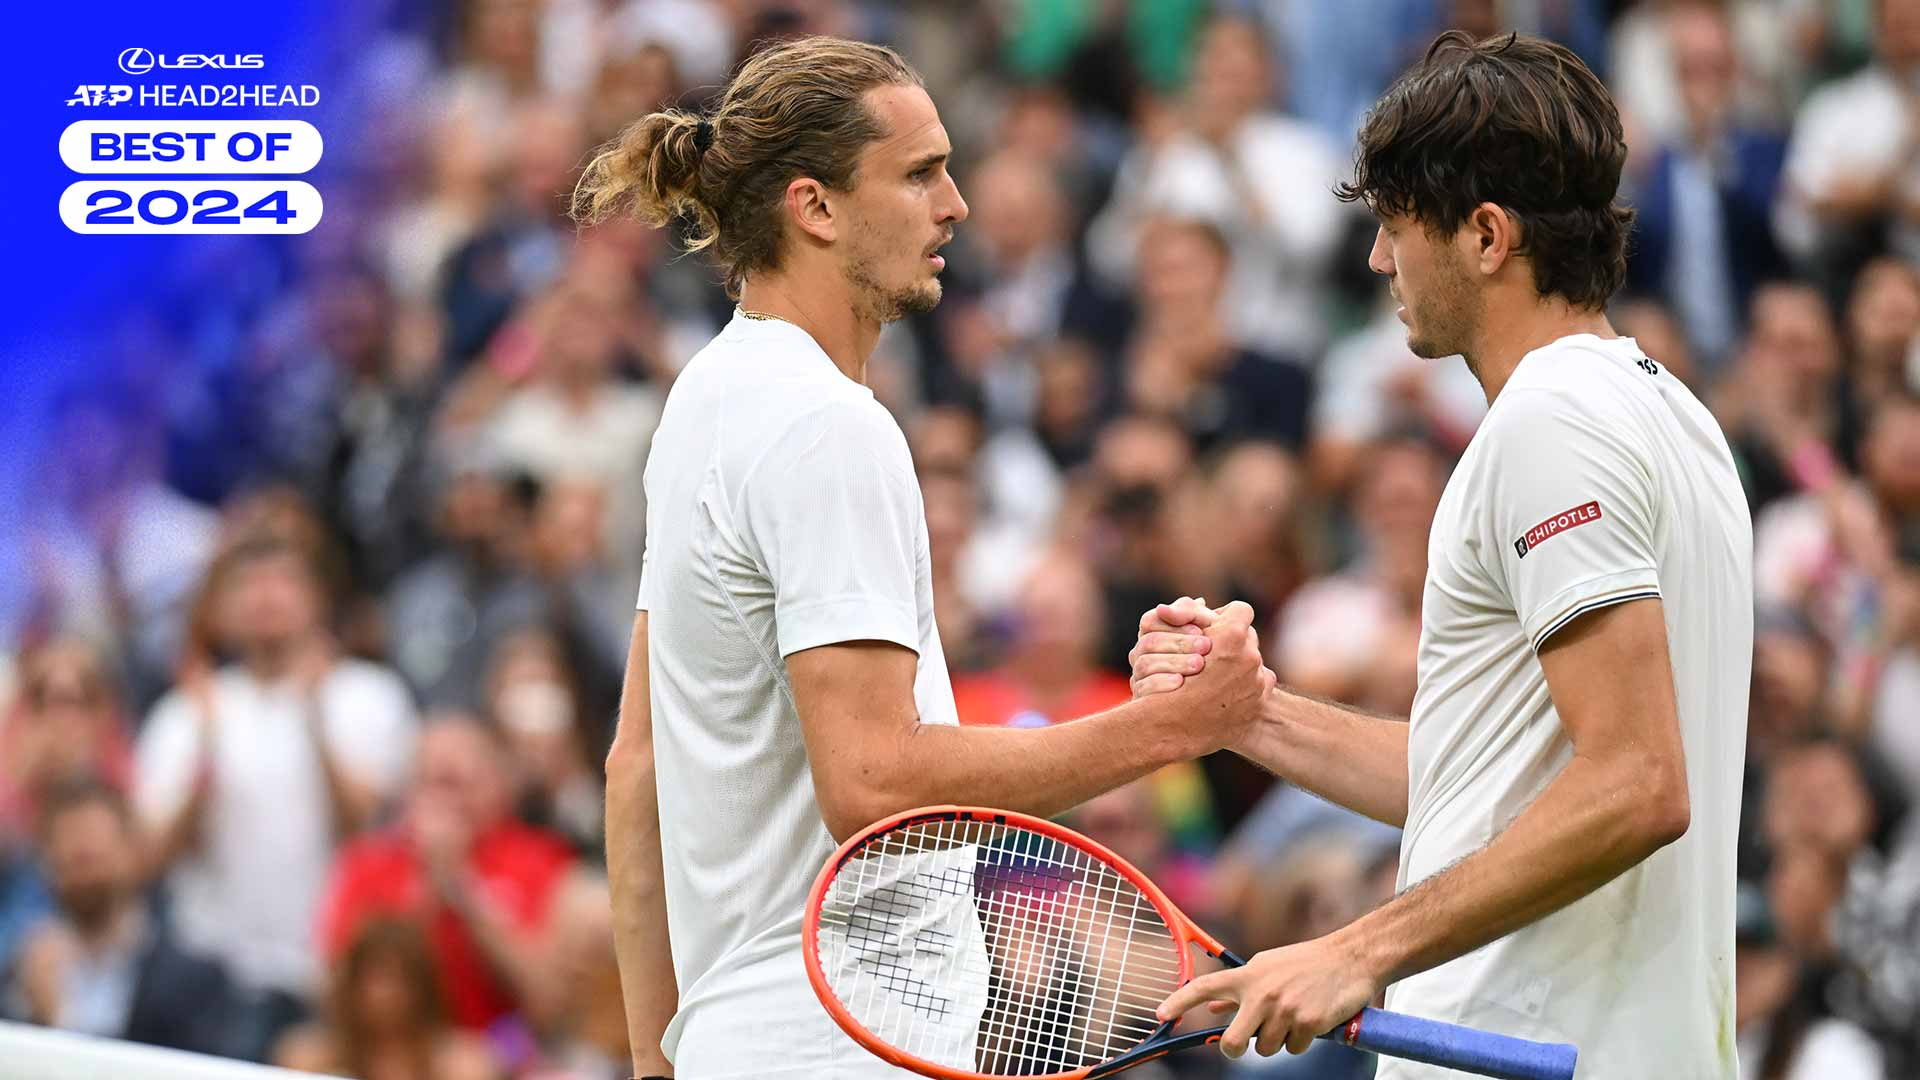 LEXUS
ATP HEAD2HEAD
BEST OF
2024
CHIPOTLE